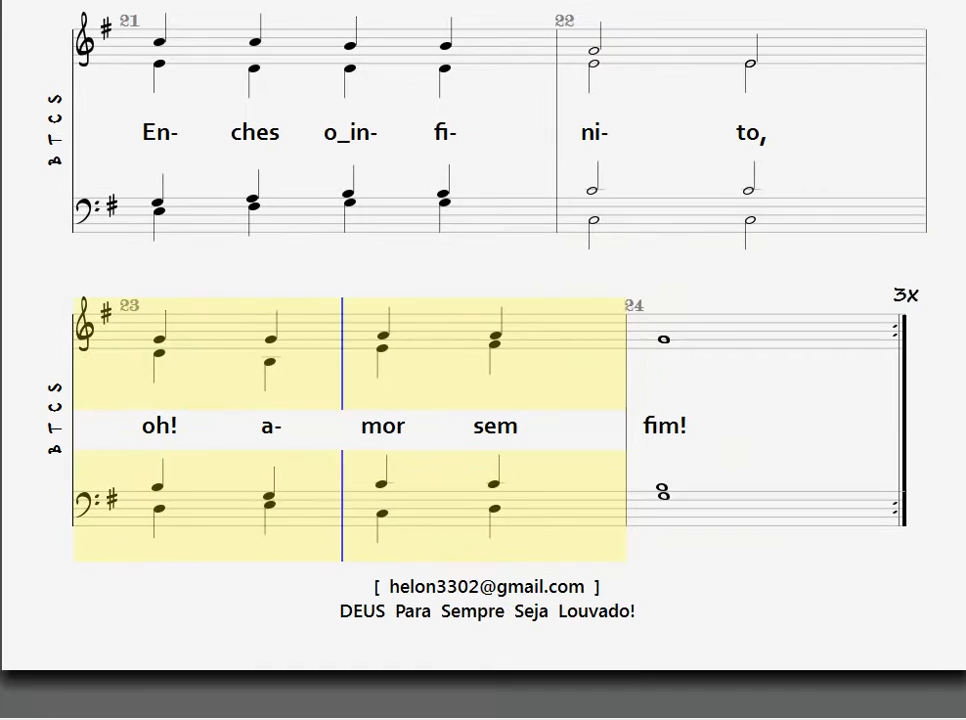 21 22
S
C
T
B
En- ches o_in- fi- ni- to,
23 24 3x
S
C
T
B
oh! a- mor sem fim!
[ helon3302@gmail.com ]
DEUS Para Sempre Seja Louvado!